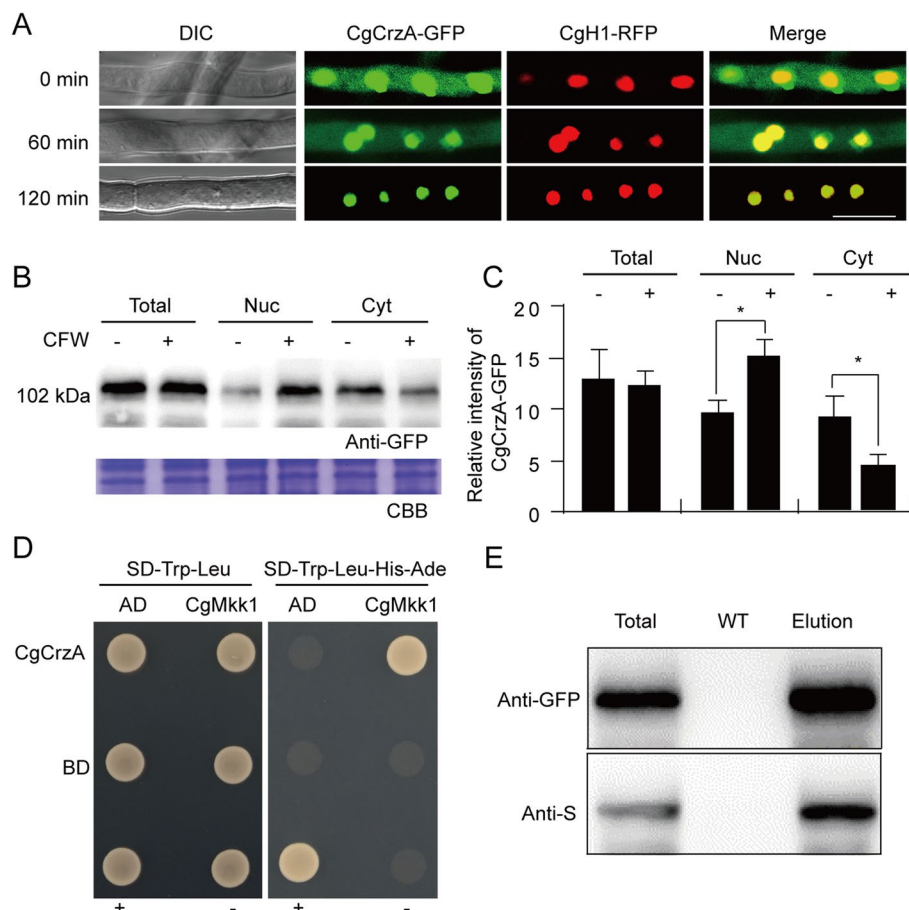 A
DIC CgCrzA-GFP CgH1-RFP Merge
0 min
60 min
120 min
B
Total Nuc Cyt
CFW - + - + - +
102 kDa
Anti-GFP
CBB
C
Total Nuc Cyt
- + - + - +
* *
Relative intensity of
CgCrzA-GFP
20
15
10
5
0
D
SD-Trp-Leu SD-Trp-Leu-His-Ade
AD CgMkk1 AD CgMkk1
CgCrzA
BD
+ - + -
E
Total WT Elution
Anti-GFP
Anti-S